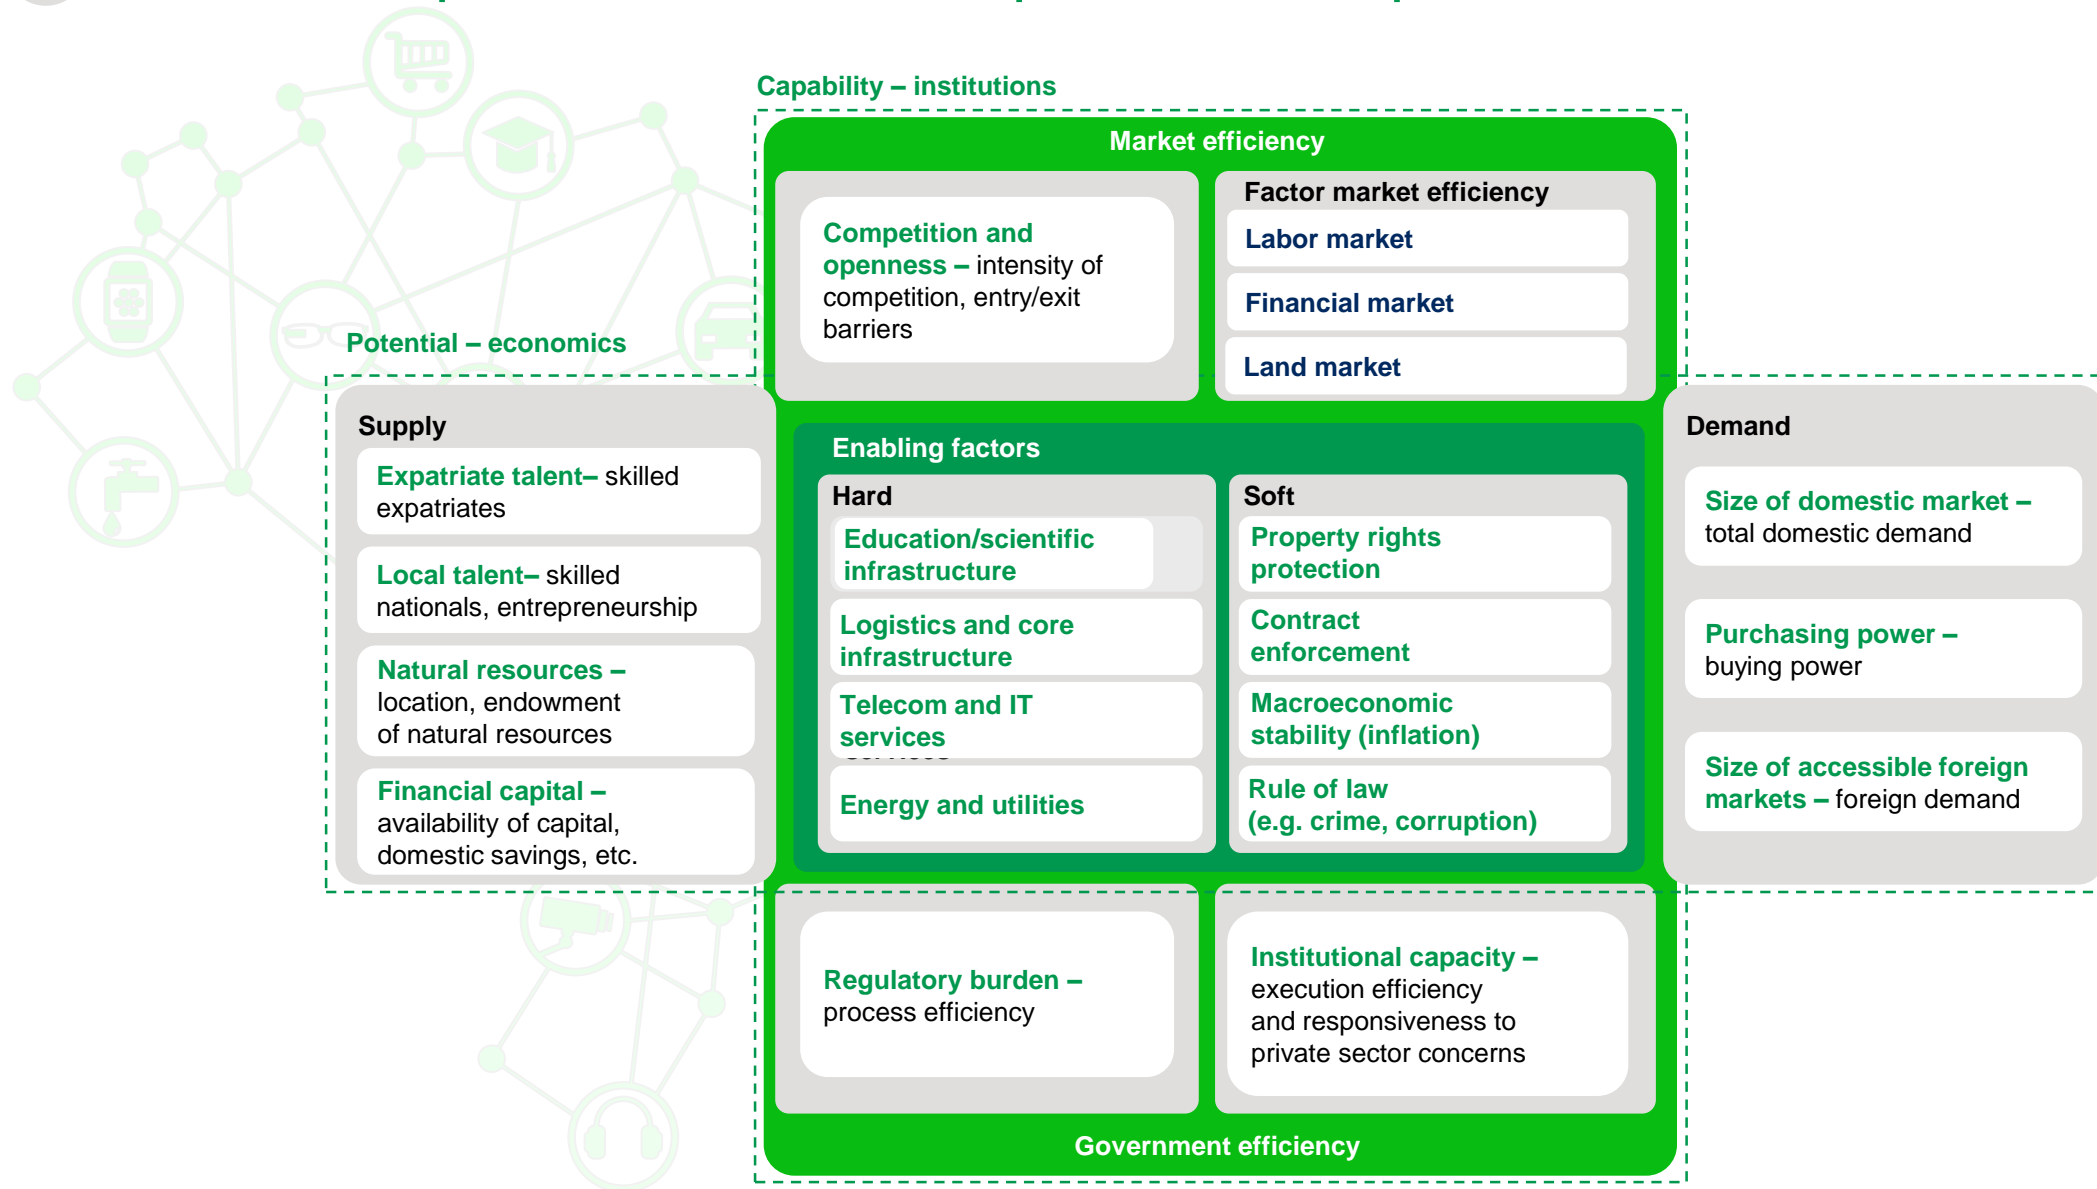 Capability – institutions
Market efficiency
Competition and
openness – intensity of
competition, entry/exit
barriers
Factor market efficiency
Labor market
Financial market
Land market
Potential – economics
Supply
Expatriate talent– skilled
expatriates
Local talent– skilled
nationals, entrepreneurship
Natural resources –
location, endowment
of natural resources
Financial capital –
availability of capital,
domestic savings, etc.
Enabling factors
Hard
Education/scientific
infrastructure
Logistics and core
infrastructure
Telecom and IT
services
Energy and utilities
Soft
Property rights
protection
Contract
enforcement
Macroeconomic
stability (inflation)
Rule of law
(e.g. crime, corruption)
Demand
Size of domestic market –
total domestic demand
Purchasing power –
buying power
Size of accessible foreign
markets – foreign demand
Regulatory burden –
process efficiency
Institutional capacity –
execution efficiency
and responsiveness to
private sector concerns
Government efficiency